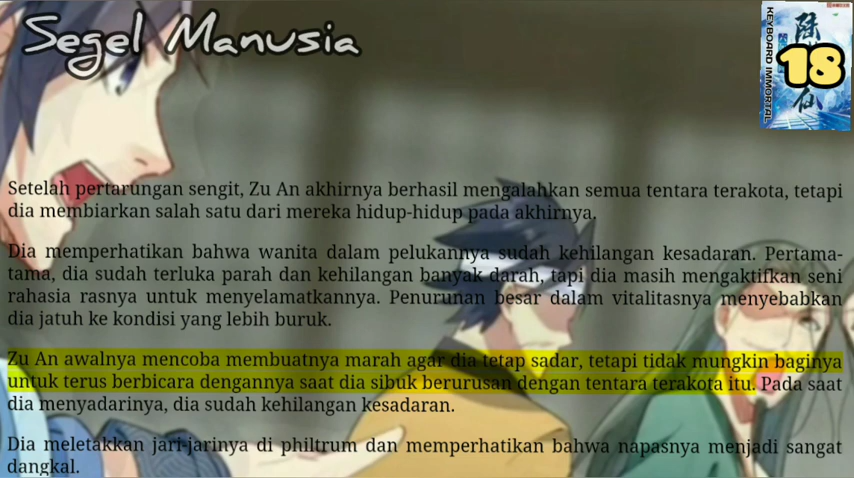 Segel Manusia
KEYBOARD IMMORTAL
18
Setelah pertarungan sengit, Zu An akhirnya berhasil mengalahkan semua tentara terakota, tetapi
dia membiarkan salah satu dari mereka hidup-hidup pada akhirnya.
Dia memperhatikan bahwa wanita dalam pelukannya sudah kehilangan kesadaran. Pertama-
tama, dia sudah terluka parah dan kehilangan banyak darah, tapi dia masih mengaktifkan seni
rahasia rasnya untuk menyelamatkannya. Penurunan besar dalam vitalitasnya menyebabkan
dia jatuh ke kondisi yang lebih buruk.
Zu An awalnya mencoba membuatnya marah agar dia tetap sadar, tetapi tidak mungkin baginya
untuk terus berbicara dengannya saat dia sibuk berurusan dengan tentara terakota itu. Pada saat
dia menyadarinya, dia sudah kehilangan kesadaran.
Dia meletakkan jari-jarinya di philtrum dan memperhatikan bahwa napasnya menjadi sangat
dangkal.